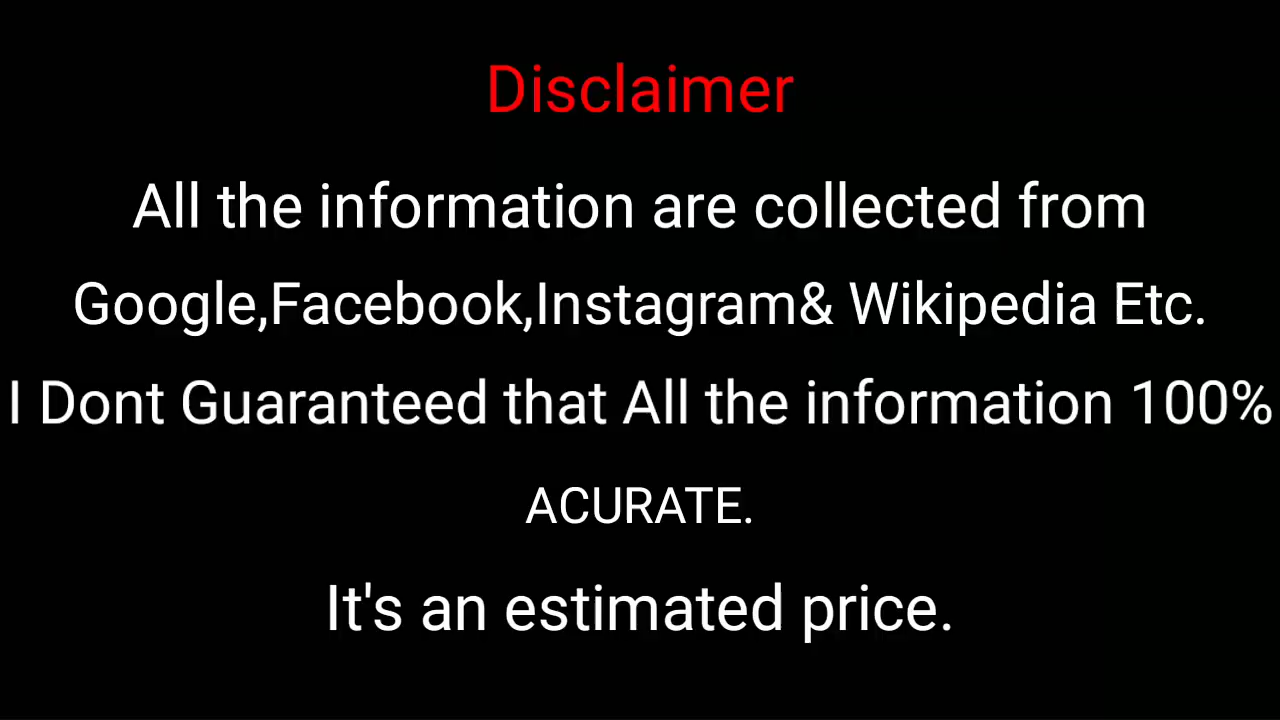 Disclaimer
All the information are collected from
Google,Facebook,Instagram& Wikipedia Etc.
I Dont Guaranteed that All the information 100%
ACURATE.
It's an estimated price.